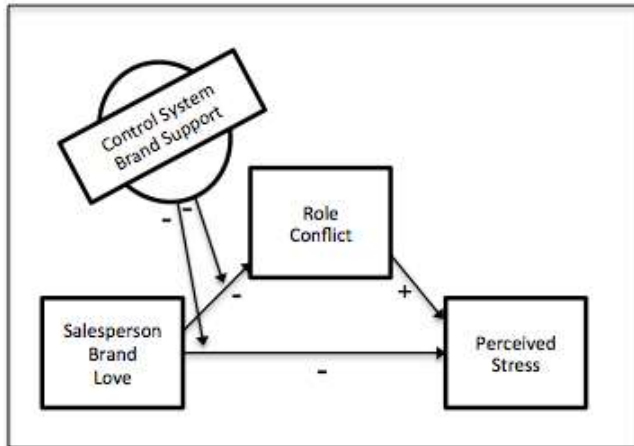 Control System
Brand Support
-
-
Role
Conflict
-
+
Salesperson
Brand
Love
Perceived
Stress
-